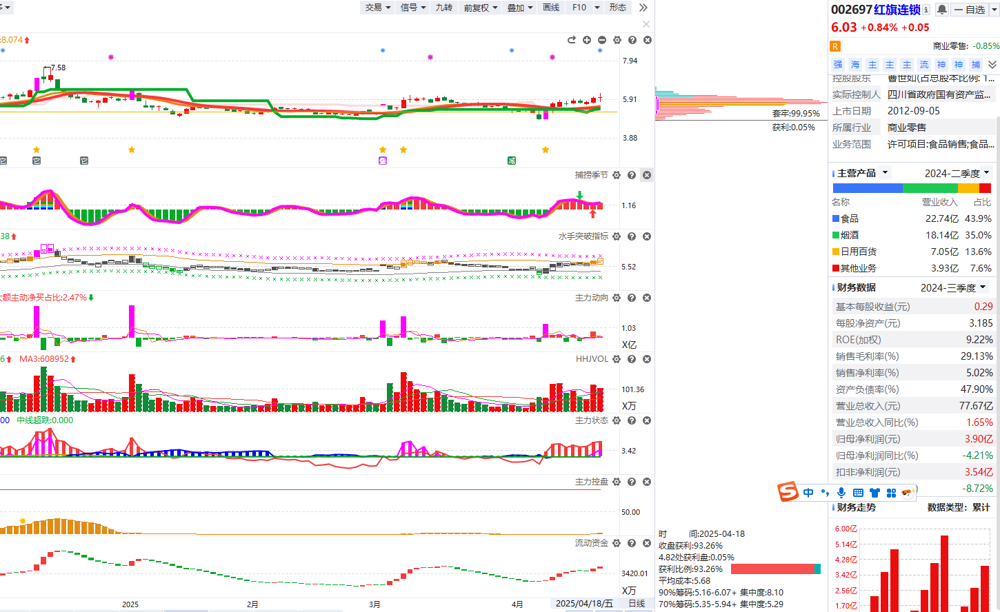 交易 信号 九转 前复权 叠加 画线 F10 形态
:8.074
7.58
7.94
5.91
3.88
捕捞季节
1.16
38
水手突破指标
5.52
大额主动净买占比:2.47%
主力动向
1.03
X亿
6 MA3:608952
HHJVOL
101.36
X万
00 中线超跌:0.000
主力状态
3.42
主力控盘
50.00
流动资金
3420.01
X万
2025 2月 3月 4月 2025/04/18/五 日线
套牢:99.95%
获利:0.05%
时 间:2025-04-18
收盘获利:93.26%
4.82处获利盘:0.05%
获利比例:93.26%
平均成本:5.68
90%筹码:5.16-6.07+ 集中度:8.10
70%筹码:5.35-5.94+ 集中度:5.29
002697 红旗连锁 自选
6.03 +0.84% +0.05
R 商业零售: -0.85%
强 海 主 主 主 流 神 神 捕
控股股东 曹世如(占总股本比例: 1...
实际控制人 四川省政府国有资产监...
上市日期 2012-09-05
所属行业 商业零售
业务范围 许可项目:食品销售;食品...
主营产品 2024-二季度
名称 营业收入 占比
食品 22.74亿 43.9%
烟酒 18.14亿 35.0%
日用百货 7.05亿 13.6%
其他业务 3.93亿 7.6%
财务数据 2024-三季度
基本每股收益(元) 0.29
每股净资产(元) 3.185
ROE(加权) 9.22%
销售毛利率(%) 29.13%
销售净利率(%) 5.02%
资产负债率(%) 47.90%
营业总收入(元) 77.67亿
营业总收入同比(%) 1.65%
归母净利润(元) 3.90亿
归母净利润同比(%) -4.21%
扣非净利润(元) 3.54亿
中 ) -8.72%
财务走势 数据类型: 累计
6.00亿
5.14亿
4.28亿
3.42亿
2.56亿
1.70亿